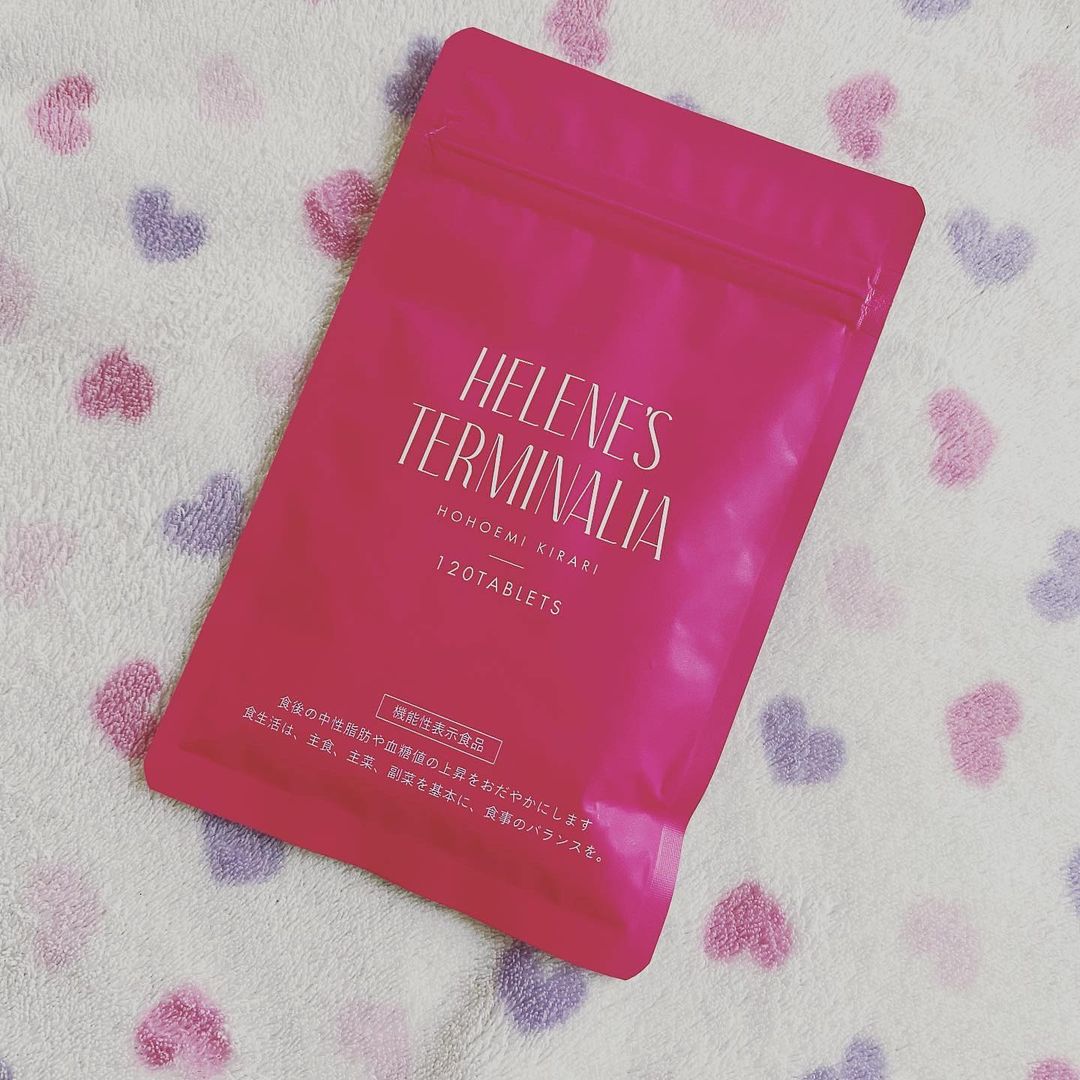 HELENE'S
TERMINALIA
HOHOEMI KIRARI
120TABLETS
機能性表示食品
食後の中性脂肪や血糖値の上昇をおだやかにします
食生活は、主食、主菜、副菜を基本に、食事のバランスを。